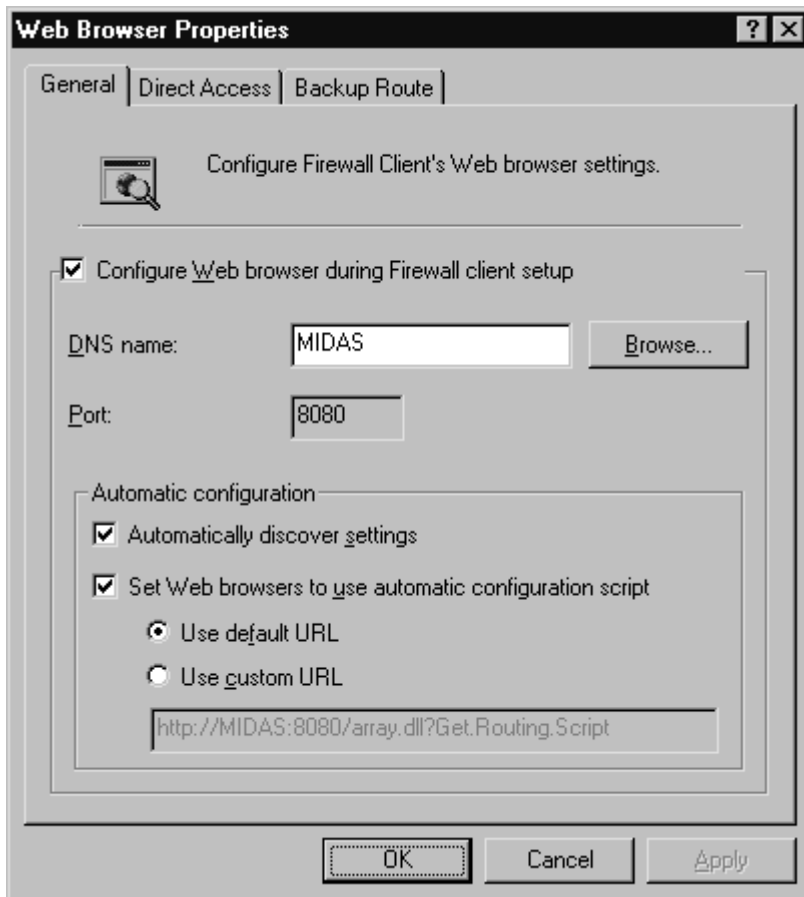 Web Browser Properties
General Direct Access Backup Route
Configure Firewall Client's Web browser settings.
Configure Web browser during Firewall client setup
DNS name: MIDAS Browse...
Port: 8080
Automatic configuration
Automatically discover settings
Set Web browsers to use automatic configuration script
Use default URL
Use custom URL
http://MIDAS:8080/array.dll?Get.Routing.Script
OK Cancel Apply